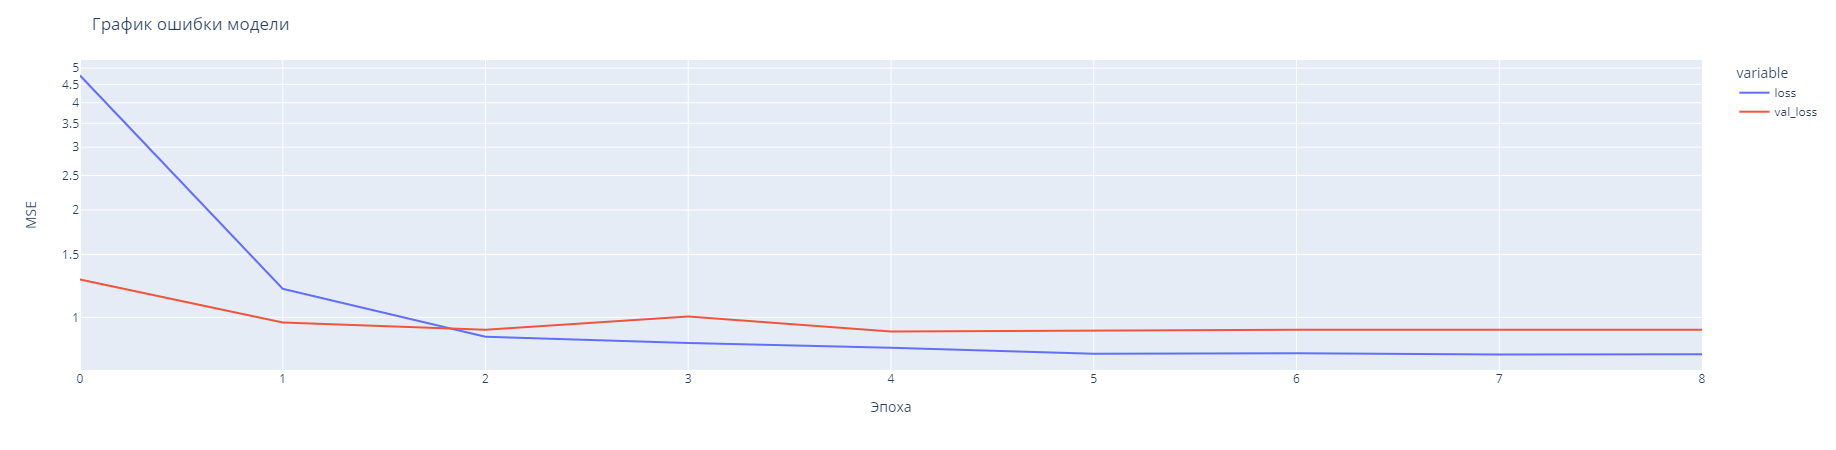 График ошибки модели
MSE
5
4.5
4
3.5
3
2.5
2
1.5
1
0 1 2 3 4 5 6 7 8
Эпоха
variable
loss
val_loss